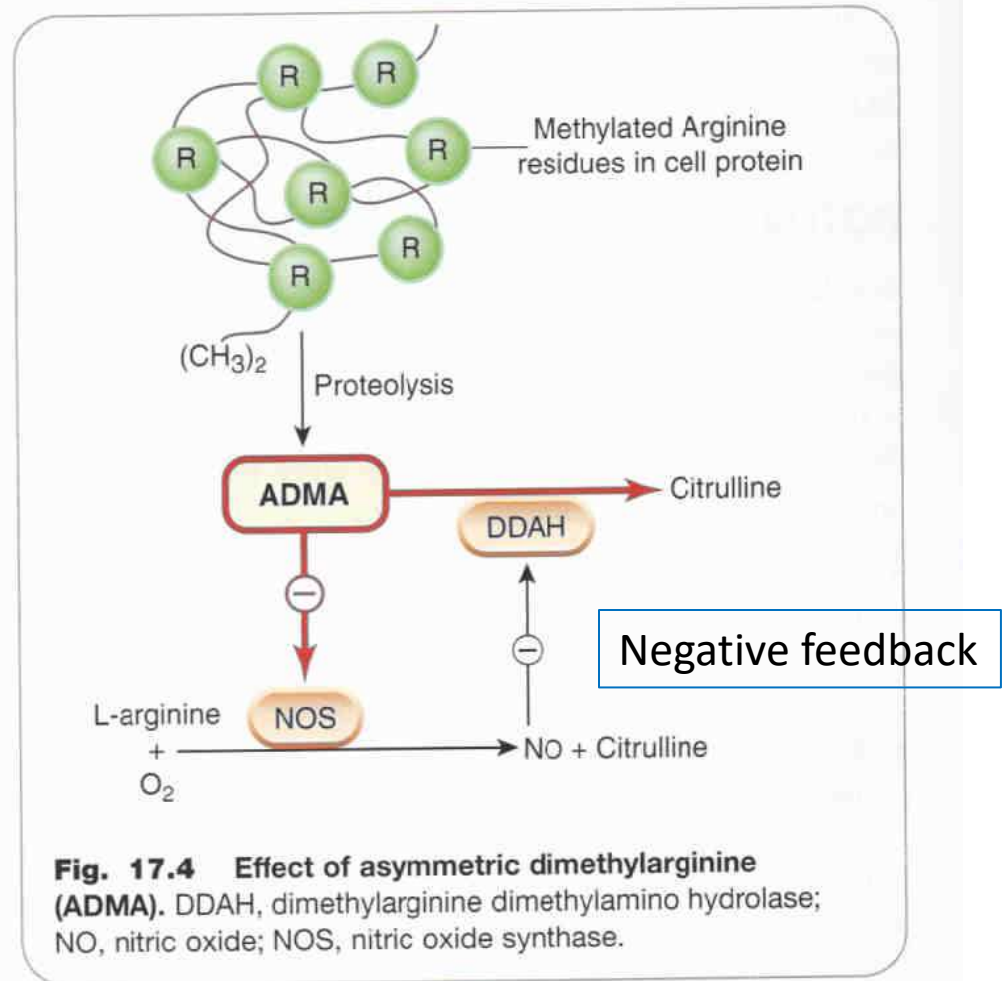 R
R
R
R
R
R
R
Methylated Arginine
residues in cell protein
(CH3)2
Proteolysis
ADMA
Citrulline
DDAH
−
−
Negative feedback
L-arginine
+
O2
NOS
NO + Citrulline
Fig. 17.4 Effect of asymmetric dimethylarginine
(ADMA). DDAH, dimethylarginine dimethylamino hydrolase;
NO, nitric oxide; NOS, nitric oxide synthase.